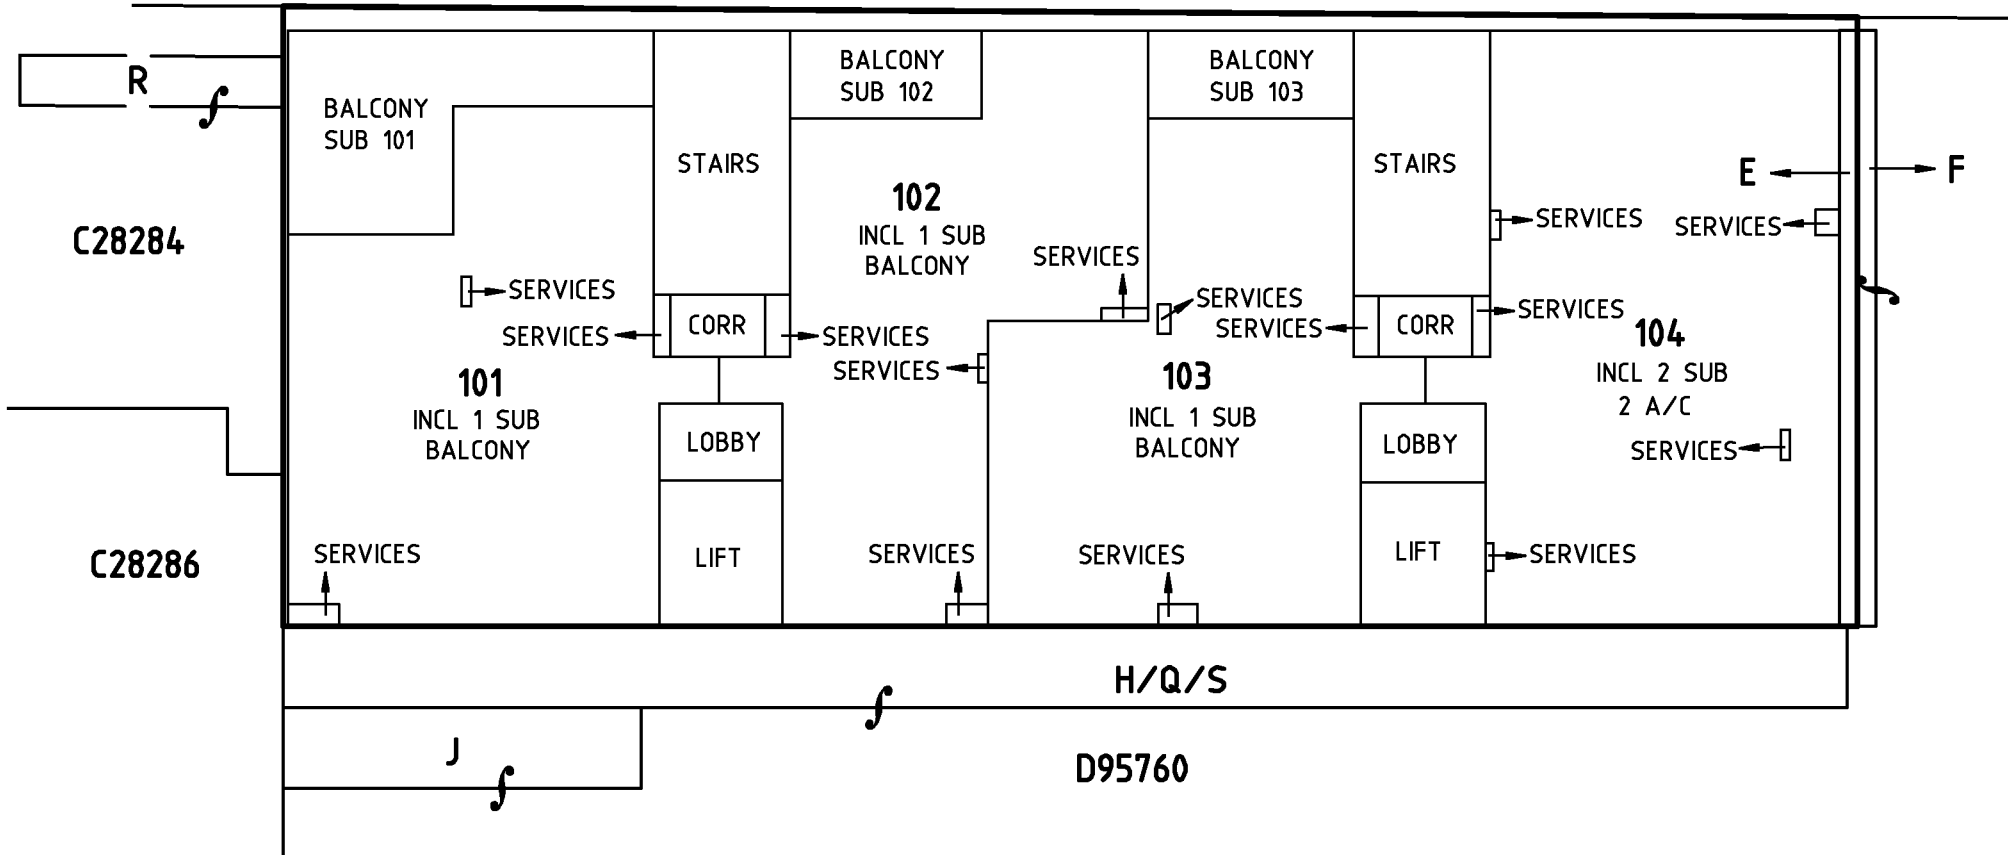 R
BALCONY
SUB 101
STAIRS
BALCONY
SUB 102
BALCONY
SUB 103
STAIRS
E
F
102
INCL 1 SUB
BALCONY
C28284
SERVICES
SERVICES
SERVICES
SERVICES
CORR
SERVICES
SERVICES
SERVICES
SERVICES
SERVICES
CORR
SERVICES
104
INCL 2 SUB
2 A/C
101
INCL 1 SUB
BALCONY
103
INCL 1 SUB
BALCONY
LOBBY
LOBBY
SERVICES
C28286
SERVICES
LIFT
SERVICES
SERVICES
LIFT
SERVICES
H/Q/S
J
D95760